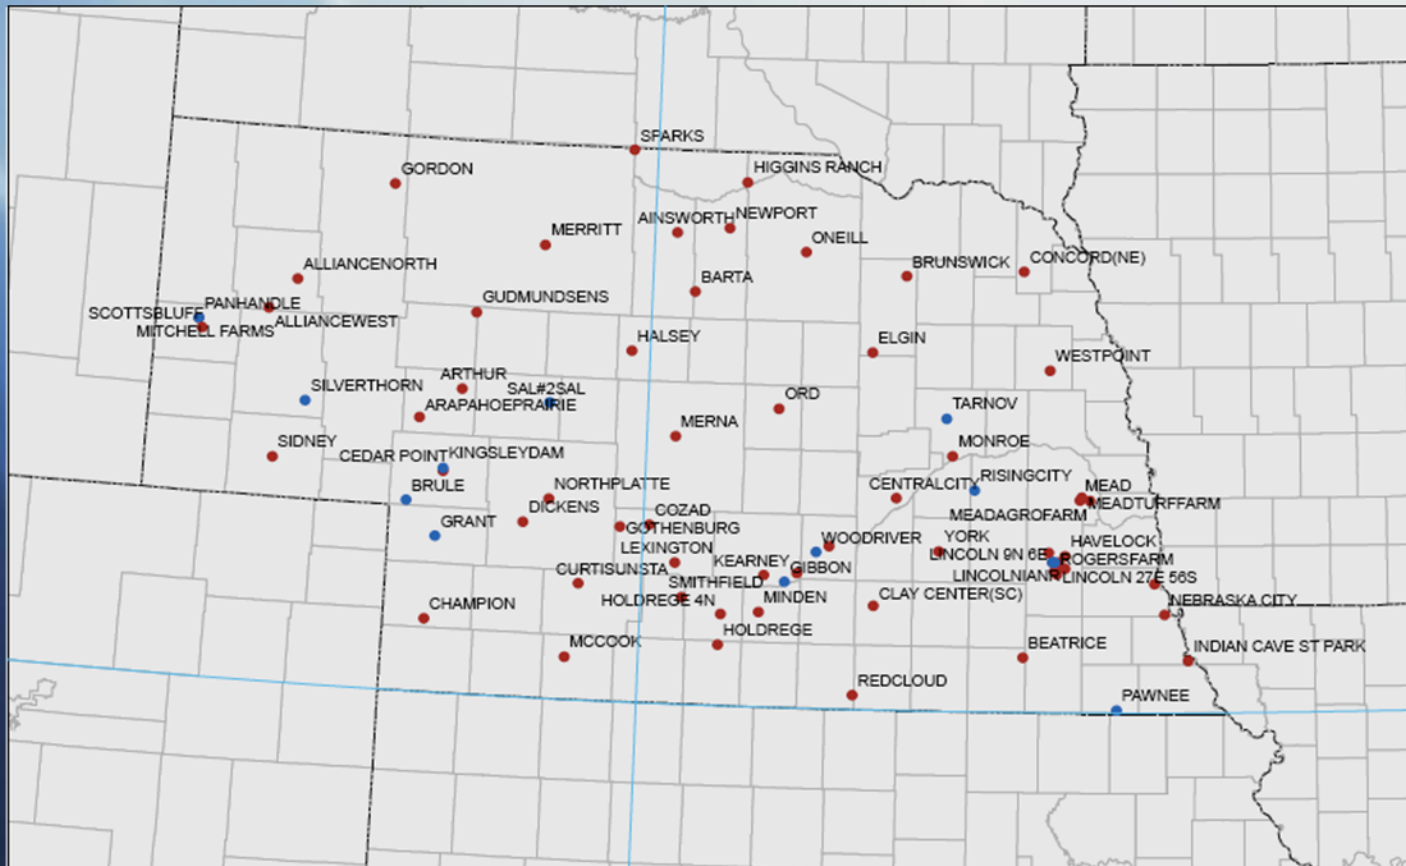 SPARKS
GORDON
HIGGINS RANCH
AINSWORTH
NEWPORT
MERRITT
ONEILL
ALLIANCENORTH
BRUNSWICK
CONCORD(NE)
BARTA
GUDMUNDSENS
PANHANDLE
SCOTTSBLUFF
ALLIANCEWEST
MITCHELL FARMS
HALSEY
ELGIN
WESTPOINT
ARTHUR
SILVERTHORN
SAL#2SAL
ORD
ARAPAHOEPRAIRIE
TARNOV
MERNA
SIDNEY
MONROE
CEDAR POINT
KINGSLEYDAM
RISINGCITY
BRULE
NORTHPLATTE
CENTRALCITY
MEAD
MEADTURFFARM
DICKENS
COZAD
MEADAGROFARM
GRANT
GOTHENBURG
WOODRIVER
YORK
HAVELOCK
LEXINGTON
LINCOLN 9N 6E
KEARNEY
ROGERSFARM
GIBBON
CURTISUNSTA
LINCOLNIANR
LINCOLN 27E 56S
SMITHFIELD
CLAY CENTER(SC)
MINDEN
HOLDREGE 4N
NEBRASKA CITY
CHAMPION
HOLDREGE
MCCOOK
BEATRICE
INDIAN CAVE ST PARK
REDCLOUD
PAWNEE